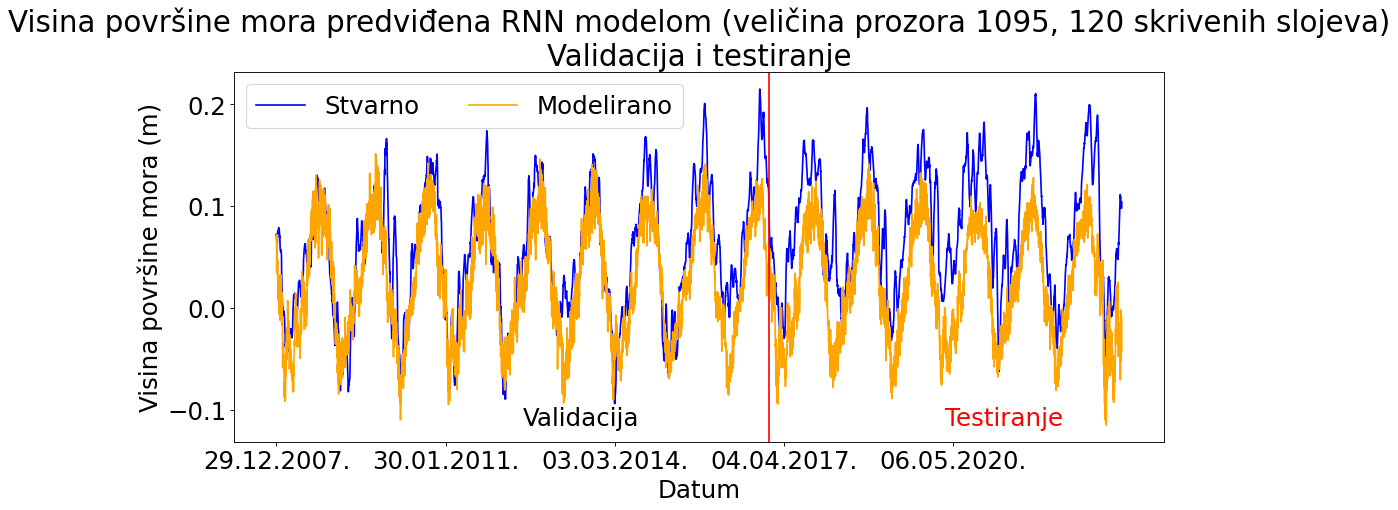 Visina površine mora predviđena RNN modelom (veličina prozora 1095, 120 skrivenih slojeva)
Validacija i testiranje
Stvarno
Modelirano
Visina površine mora (m)
0.2
0.1
0.0
−0.1
Validacija
Testiranje
29.12.2007.
30.01.2011.
03.03.2014.
04.04.2017.
06.05.2020.
Datum